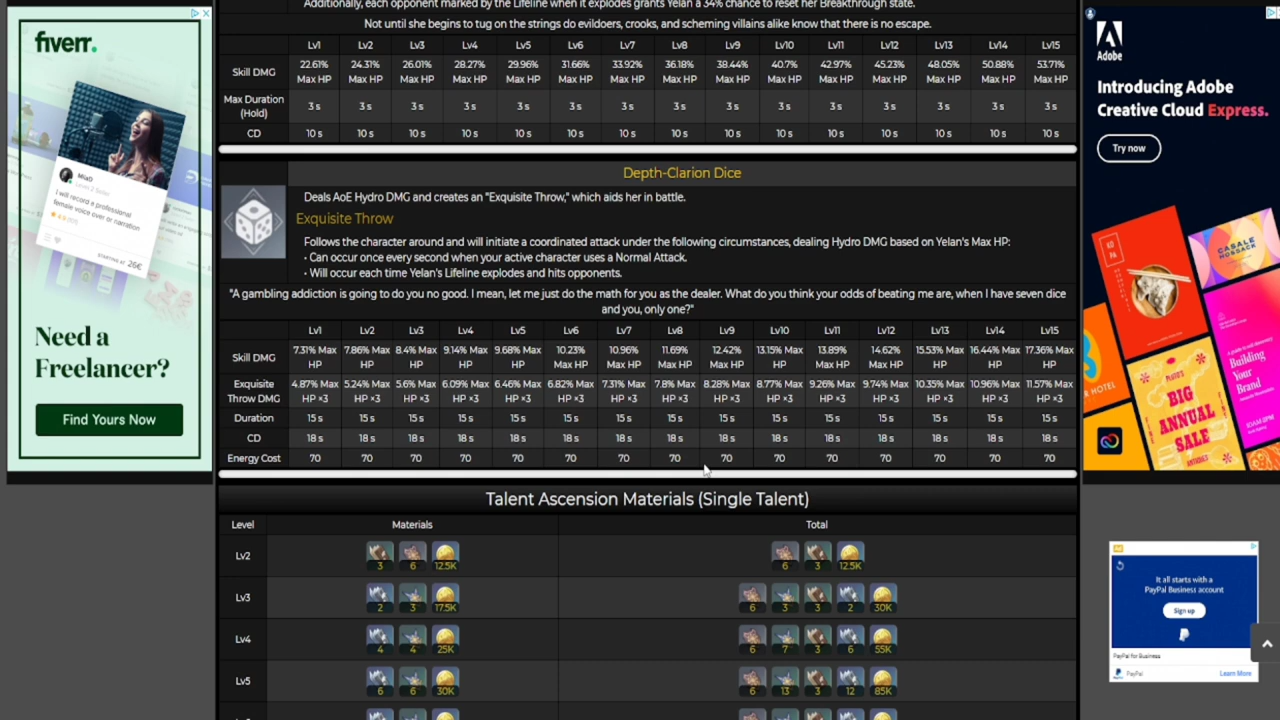 Additionally, each opponent marked by the Lifeline when it explodes grants Yelan a 34% chance to reset her Breakthrough state.
Not until she begins to tug on the strings do evildoers, crooks, and scheming villains alike know that there is no escape.
Lv1 Lv2 Lv3 Lv4 Lv5 Lv6 Lv7 Lv8 Lv9 Lv10 Lv11 Lv12 Lv13 Lv14 Lv15
Skill DMG 22.61% Max HP 24.31% Max HP 26.01% Max HP 28.27% Max HP 29.96% Max HP 31.66% Max HP 33.92% Max HP 36.18% Max HP 38.44% Max HP 40.7% Max HP 42.97% Max HP 45.23% Max HP 48.05% Max HP 50.88% Max HP 53.71% Max HP
Max Duration (Hold) 3 s 3 s 3 s 3 s 3 s 3 s 3 s 3 s 3 s 3 s 3 s 3 s 3 s 3 s 3 s
CD 10 s 10 s 10 s 10 s 10 s 10 s 10 s 10 s 10 s 10 s 10 s 10 s 10 s 10 s 10 s
Depth-Clarion Dice
Deals AoE Hydro DMG and creates an "Exquisite Throw," which aids her in battle.
Exquisite Throw
Follows the character around and will initiate a coordinated attack under the following circumstances, dealing Hydro DMG based on Yelan's Max HP:
· Can occur once every second when your active character uses a Normal Attack.
· Will occur each time Yelan's Lifeline explodes and hits opponents.
"A gambling addiction is going to do you no good. I mean, let me just do the math for you as the dealer. What do you think your odds of beating me are, when I have seven dice
and you, only one?"
Lv1 Lv2 Lv3 Lv4 Lv5 Lv6 Lv7 Lv8 Lv9 Lv10 Lv11 Lv12 Lv13 Lv14 Lv15
Skill DMG 7.31% Max HP 7.86% Max HP 8.4% Max HP 9.14% Max HP 9.68% Max HP 10.23% Max HP 10.96% Max HP 11.69% Max HP 12.42% Max HP 13.15% Max HP 13.89% Max HP 14.62% Max HP 15.53% Max HP 16.44% Max HP 17.36% Max HP
Exquisite Throw DMG 4.87% Max HP ×3 5.24% Max HP ×3 5.6% Max HP ×3 6.09% Max HP ×3 6.46% Max HP ×3 6.82% Max HP ×3 7.31% Max HP ×3 7.8% Max HP ×3 8.28% Max HP ×3 8.77% Max HP ×3 9.26% Max HP ×3 9.74% Max HP ×3 10.35% Max HP ×3 10.96% Max HP ×3 11.57% Max HP ×3
Duration 15 s 15 s 15 s 15 s 15 s 15 s 15 s 15 s 15 s 15 s 15 s 15 s 15 s 15 s 15 s
CD 18 s 18 s 18 s 18 s 18 s 18 s 18 s 18 s 18 s 18 s 18 s 18 s 18 s 18 s 18 s
Energy Cost 70 70 70 70 70 70 70 70 70 70 70 70 70 70 70
Talent Ascension Materials (Single Talent)
Level Materials Total
Lv2 3 6 12.5K 6 3 12.5K
Lv3 2 3 17.5K 6 3 3 2 30K
Lv4 4 4 25K 6 7 3 6 55K
Lv5 6 6 30K 6 13 3 12 85K
fiverr.
I will record a professional
female voice over or narration
STARTING AT 26€
Need a
Freelancer?
Find Yours Now
Adobe
Introducing Adobe
Creative Cloud Express.
Try now
CASALE
BIG
ANNUAL
SALE
Building
Your
Brand
HOTEL
Ad
It all starts with a
PayPal Business account
Sign up
PayPal for Business
PayPal
Learn More